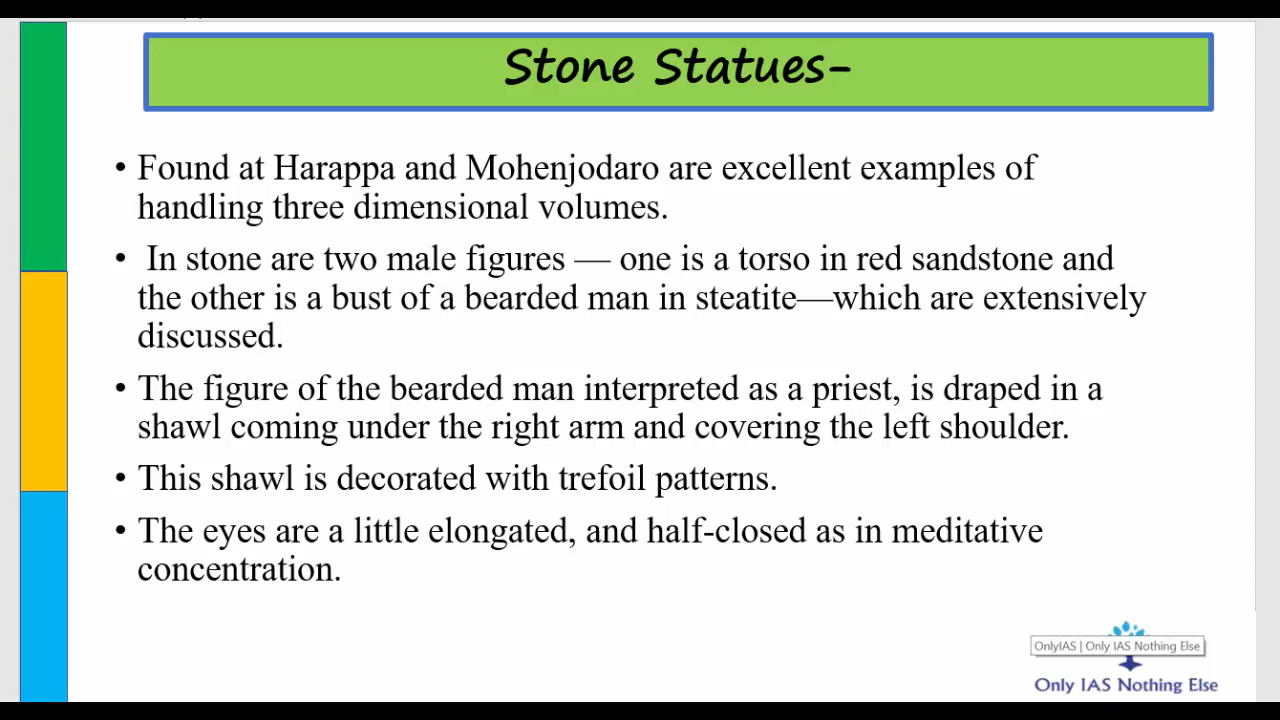 Stone Statues-
• Found at Harappa and Mohenjodaro are excellent examples of
handling three dimensional volumes.
• In stone are two male figures — one is a torso in red sandstone and
the other is a bust of a bearded man in steatite—which are extensively
discussed.
• The figure of the bearded man interpreted as a priest, is draped in a
shawl coming under the right arm and covering the left shoulder.
• This shawl is decorated with trefoil patterns.
• The eyes are a little elongated, and half-closed as in meditative
concentration.
OnlyIAS | Only IAS Nothing Else
Only IAS Nothing Else